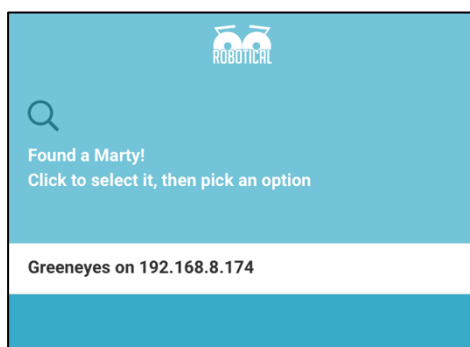 ROBOTICAL
Found a Marty!
Click to select it, then pick an option
Greeneyes on 192.168.8.174